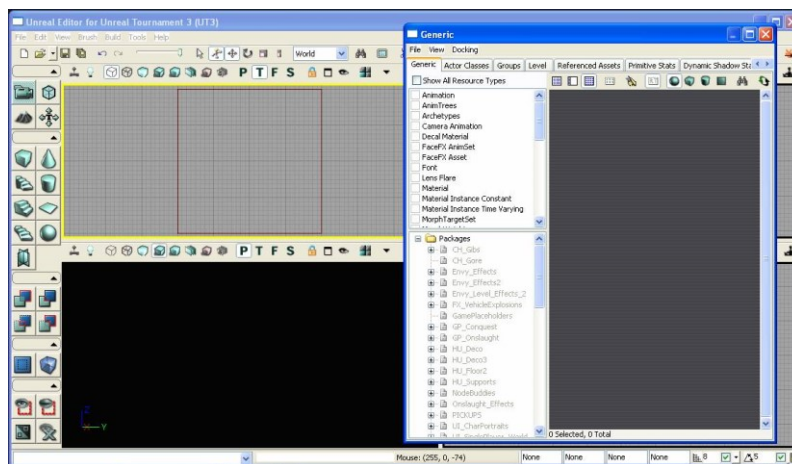 Unreal Editor for Unreal Tournament 3 (UT3)
File Edit View Brush Build Tools Help
World
P T F S
P T F S
Z
Y
Generic
File View Docking
Generic Actor Classes Groups Level Referenced Assets Primitive Stats Dynamic Shadow Sta
Show All Resource Types
Animation
AnimTrees
Archetypes
Camera Animation
Decal Material
FaceFX AnimSet
FaceFX Asset
Font
Lens Flare
Material
Material Instance Constant
Material Instance Time Varying
MorphTargetSet
Packages
CH_Gibs
CH_Gore
Envy_Effects
Envy_Effects2
Envy_Level_Effects_2
FX_VehicleExplosions
GamePlaceholders
GP_Conquest
GP_Onslaught
HU_Deco
HU_Deco3
HU_Floor2
HU_Supports
NodeBuddies
Onslaught_Effects
PICKUPS
UI_CharPortraits
0 Selected, 0 Total
Mouse: (255, 0, -74) None None None None 8 5